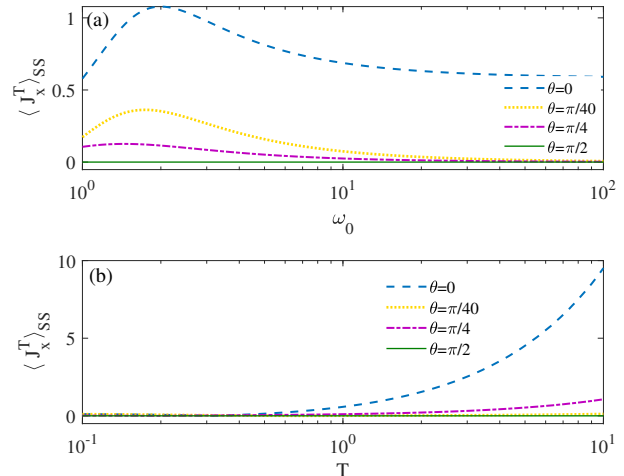 (a)
1
0.5
0
⟨ J_x^T ⟩_SS
θ=0
θ=π/40
θ=π/4
θ=π/2
10^0
10^1
10^2
ω_0
(b)
10
5
0
⟨ J_x^T ⟩_SS
θ=0
θ=π/40
θ=π/4
θ=π/2
10^-1
10^0
10^1
T